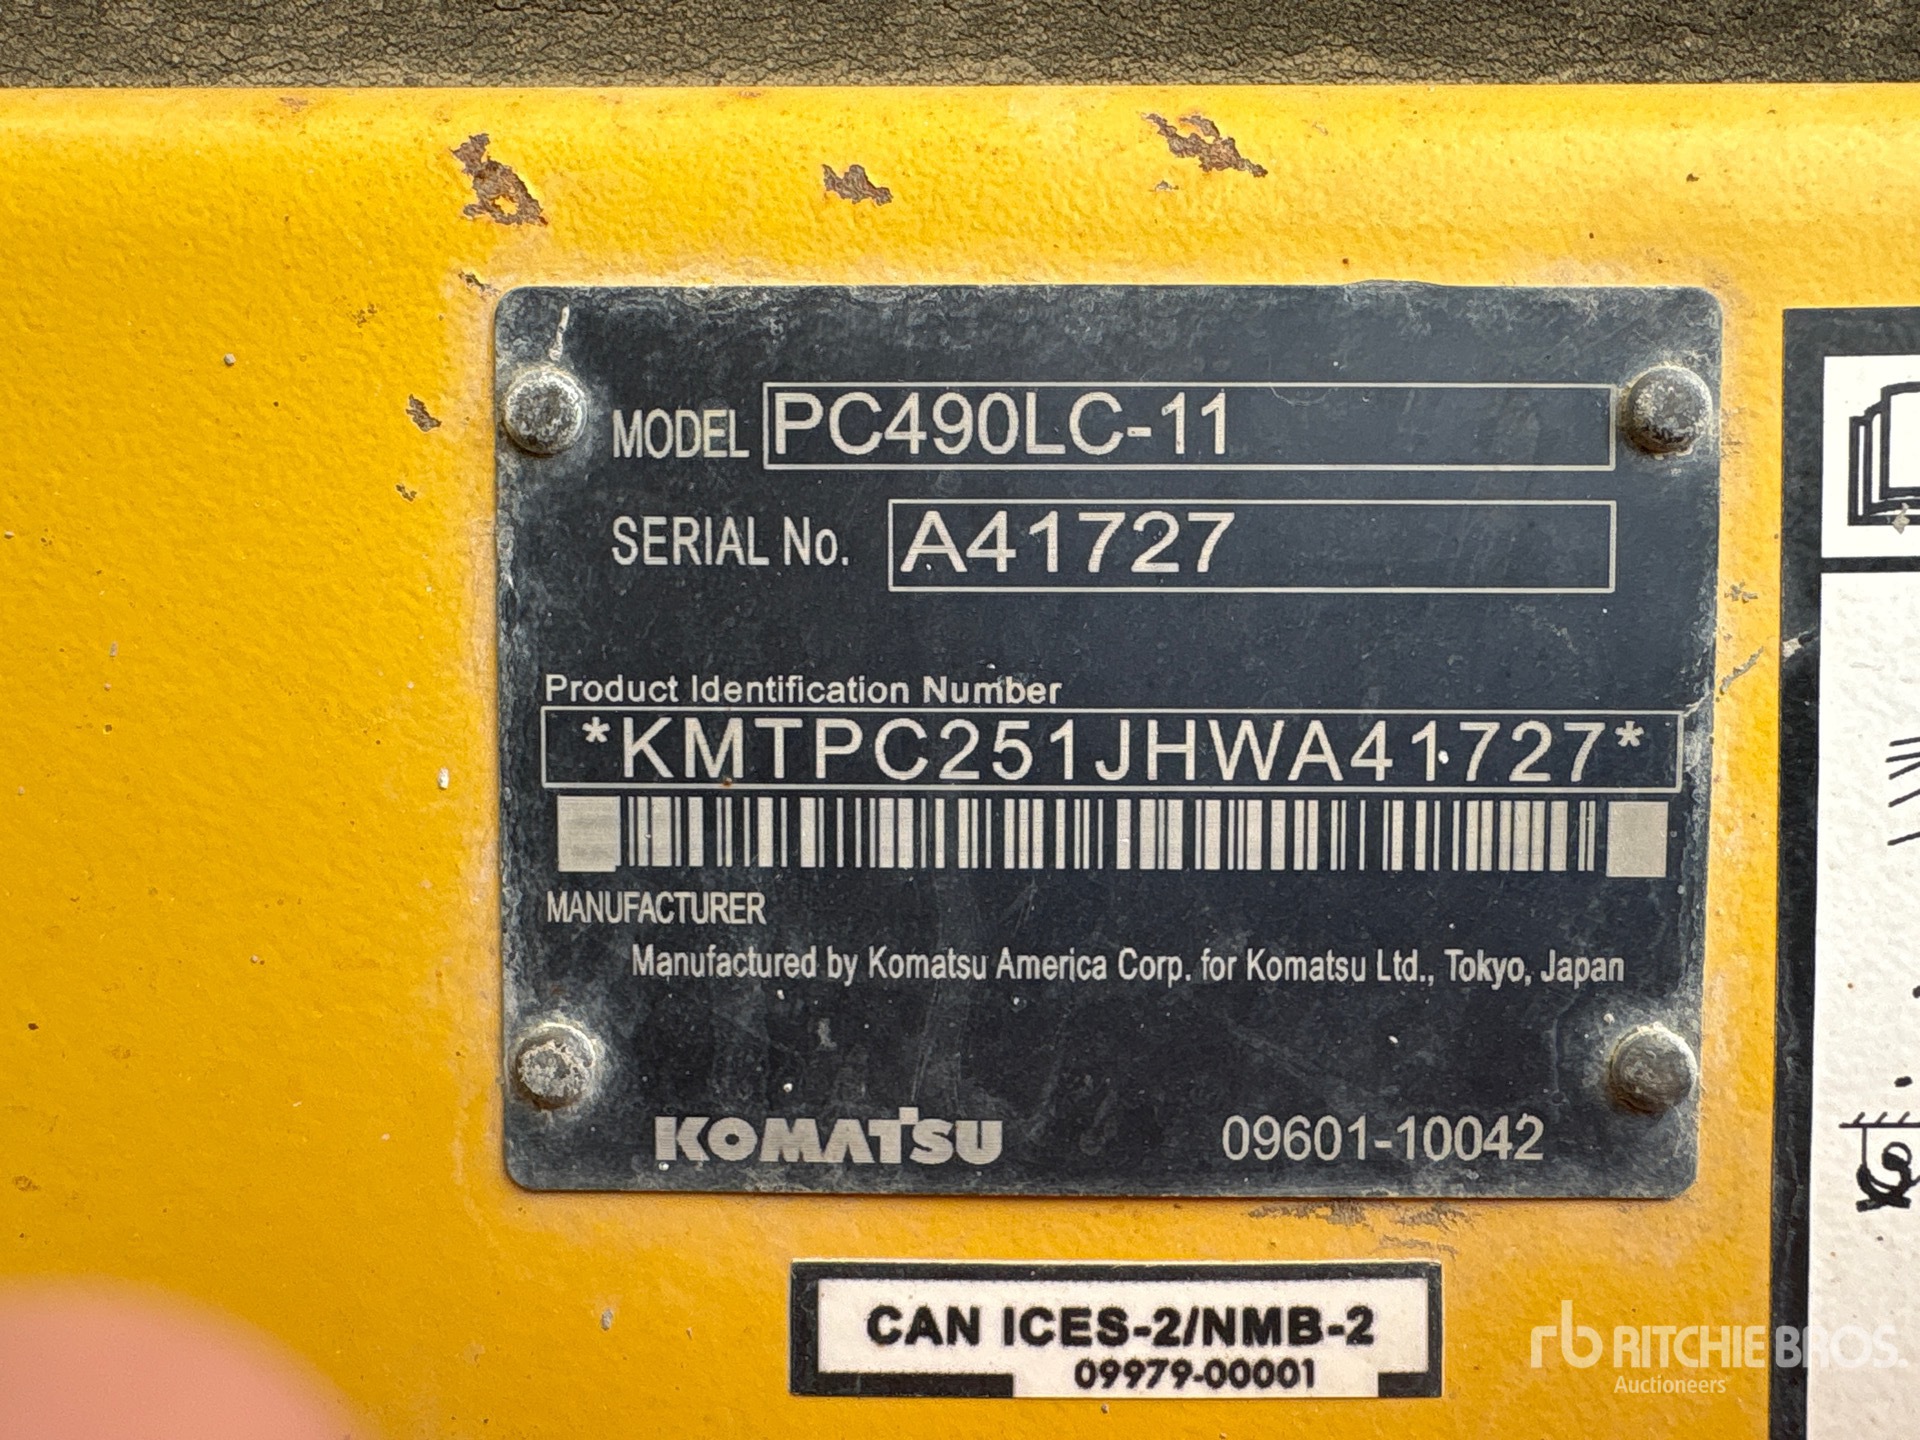 MODEL PC490LC-11
SERIAL No. A41727
Product Identification Number
*KMTPC251JHWA41727*
MANUFACTURER
Manufactured by Komatsu America Corp. for Komatsu Ltd., Tokyo, Japan
KOMATSU 09601-10042
CAN ICES-2/NMB-2
09979-00001
rb RITCHIE BROS.
Auctioneers